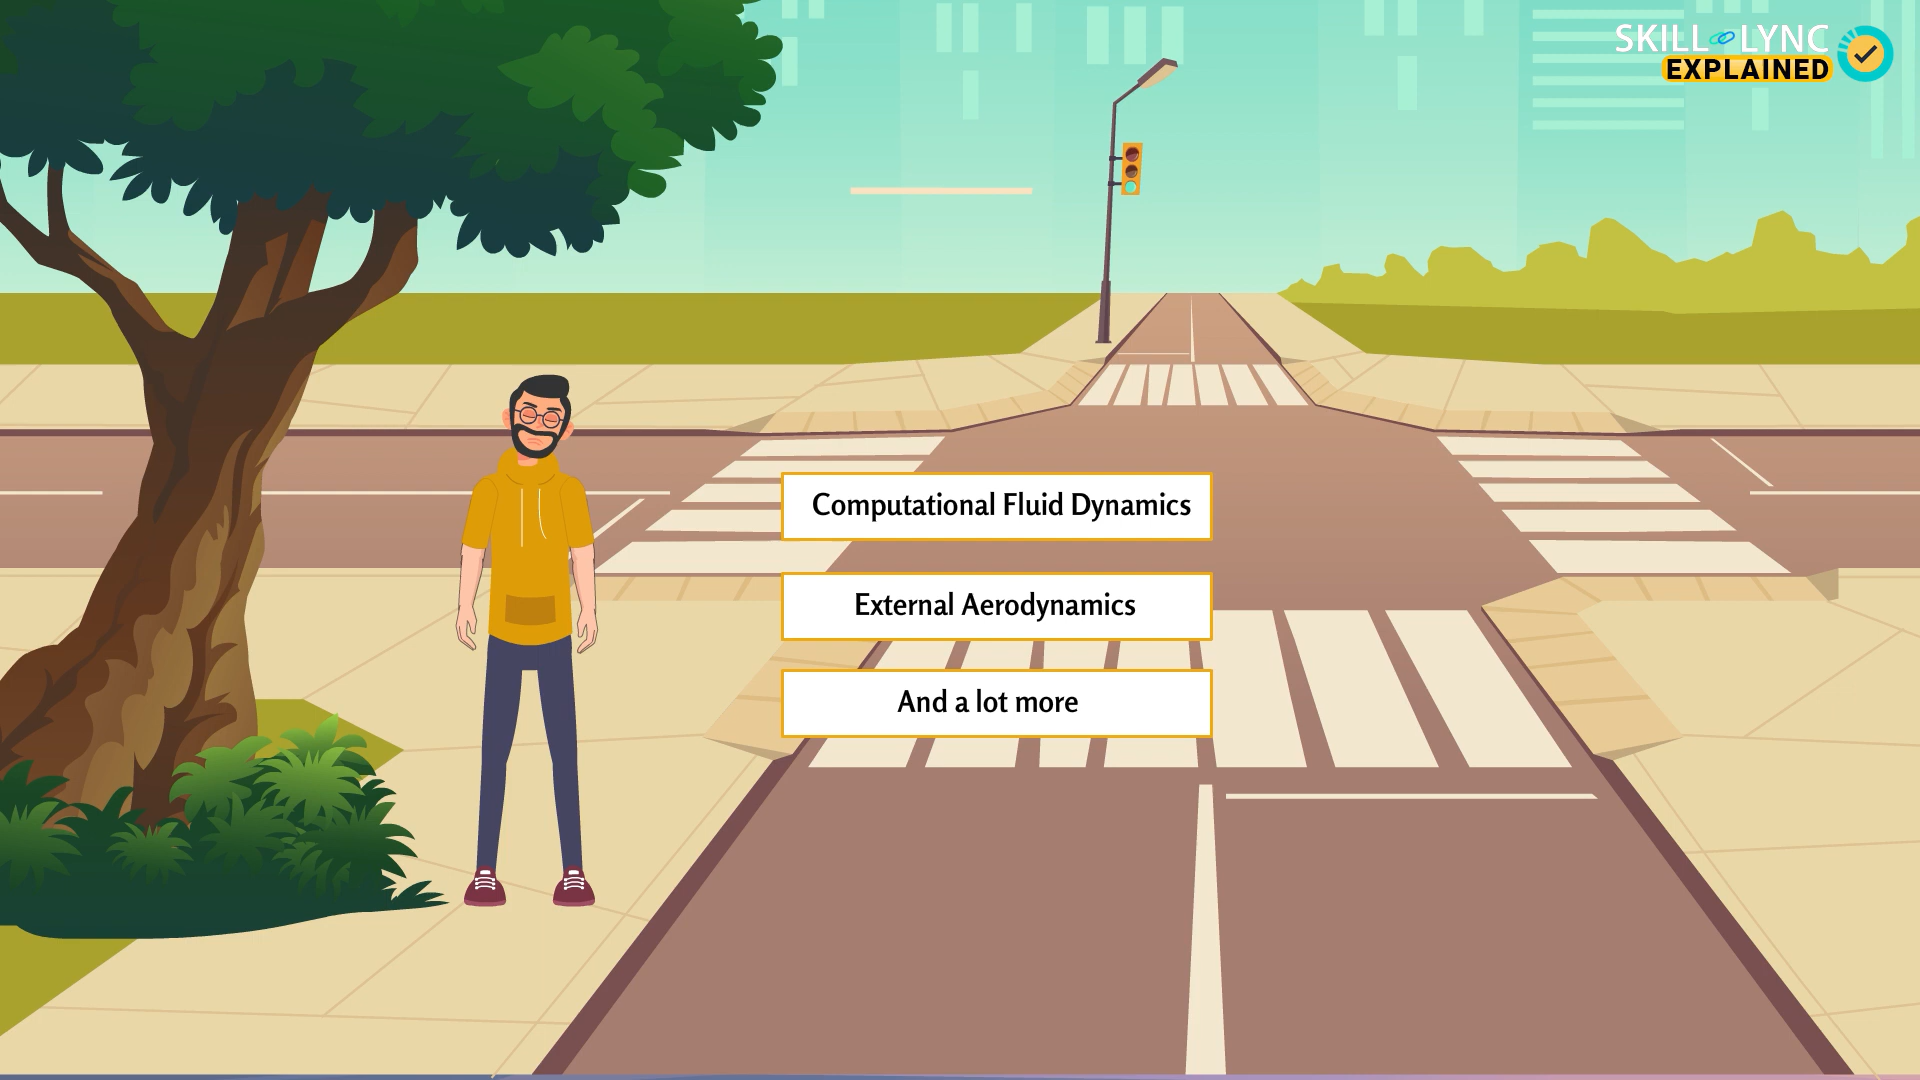 SKILL LYNC
EXPLAINED
Computational Fluid Dynamics
External Aerodynamics
And a lot more